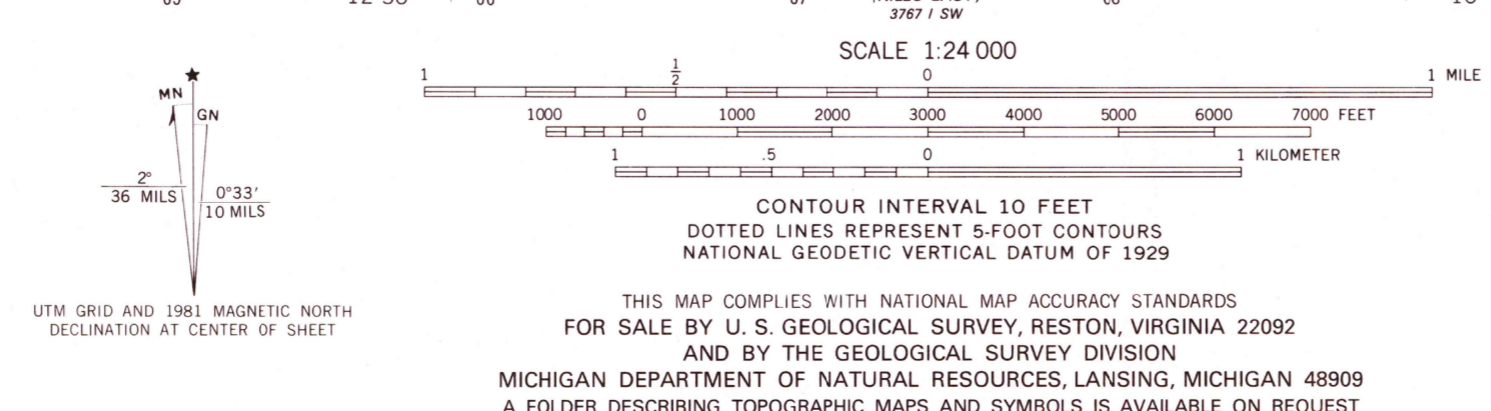 3767 I SW
SCALE 1:24 000
1 1/2 0 1 MILE
1000 0 1000 2000 3000 4000 5000 6000 7000 FEET
1 .5 0 1 KILOMETER
CONTOUR INTERVAL 10 FEET
DOTTED LINES REPRESENT 5-FOOT CONTOURS
NATIONAL GEODETIC VERTICAL DATUM OF 1929
MN
GN
2°
36 MILS
0°33′
10 MILS
UTM GRID AND 1981 MAGNETIC NORTH
DECLINATION AT CENTER OF SHEET
THIS MAP COMPLIES WITH NATIONAL MAP ACCURACY STANDARDS
FOR SALE BY U. S. GEOLOGICAL SURVEY, RESTON, VIRGINIA 22092
AND BY THE GEOLOGICAL SURVEY DIVISION
MICHIGAN DEPARTMENT OF NATURAL RESOURCES, LANSING, MICHIGAN 48909
A FOLDER DESCRIBING TOPOGRAPHIC MAPS AND SYMBOLS IS AVAILABLE ON REQUEST